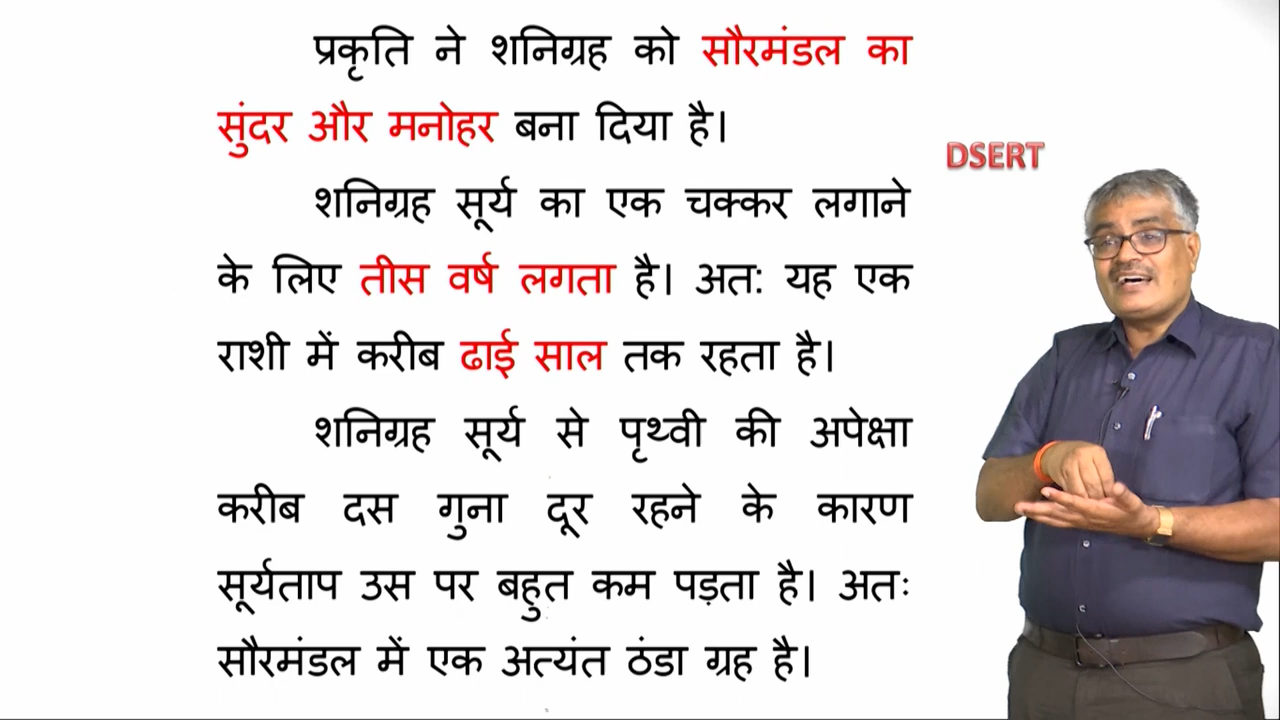 प्रकृति ने शनिग्रह को सौरमंडल का
सुंदर और मनोहर बना दिया है।
DSERT
शनिग्रह सूर्य का एक चक्कर लगाने
के लिए तीस वर्ष लगता है। अत: यह एक
राशी में करीब ढाई साल तक रहता है।
शनिग्रह सूर्य से पृथ्वी की अपेक्षा
करीब दस गुना दूर रहने के कारण
सूर्यताप उस पर बहुत कम पड़ता है। अतः
सौरमंडल में एक अत्यंत ठंडा ग्रह है।